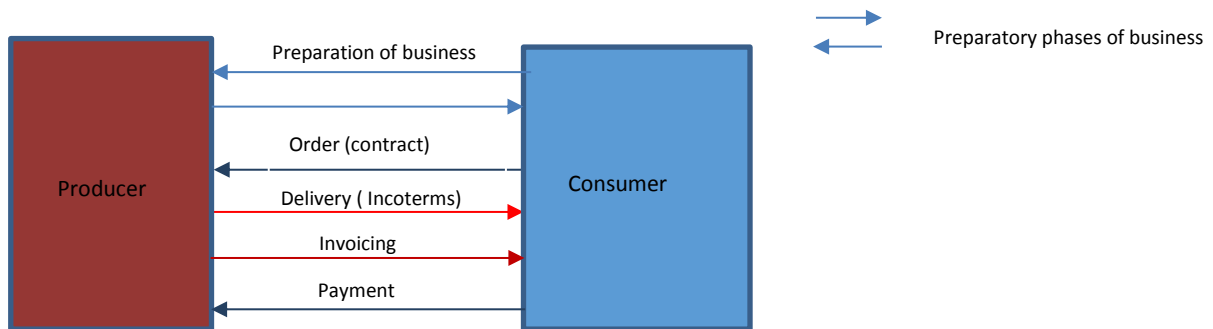 Preparation of business
Preparatory phases of business
Order (contract)
Producer
Consumer
Delivery ( Incoterms)
Invoicing
Payment